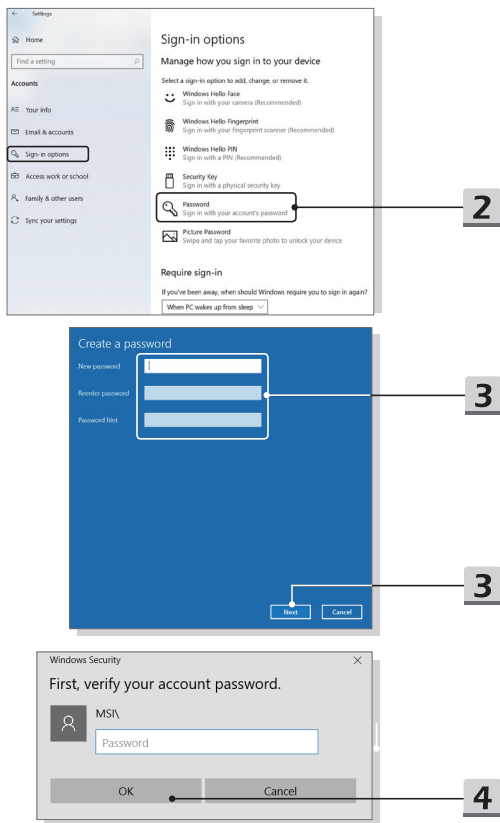 Settings
Home
Find a setting
Accounts
Your info
Email & accounts
Sign-in options
Access work or school
Family & other users
Sync your settings
Sign-in options
Manage how you sign in to your device
Select a sign-in option to add, change, or remove it.
Windows Hello Face
Sign in with your camera (Recommended)
Windows Hello Fingerprint
Sign in with your fingerprint scanner (Recommended)
Windows Hello PIN
Sign in with a PIN (Recommended)
Security Key
Sign in with a physical security key
Password
Sign in with your account's password
Picture Password
Swipe and tap your favorite photo to unlock your device
Require sign-in
If you've been away, when should Windows require you to sign in again?
When PC wakes up from sleep
2
Create a password
New password
Reenter password
Password hint
3
Next
Cancel
3
Windows Security
First, verify your account password.
MSI\
Password
OK
Cancel
4